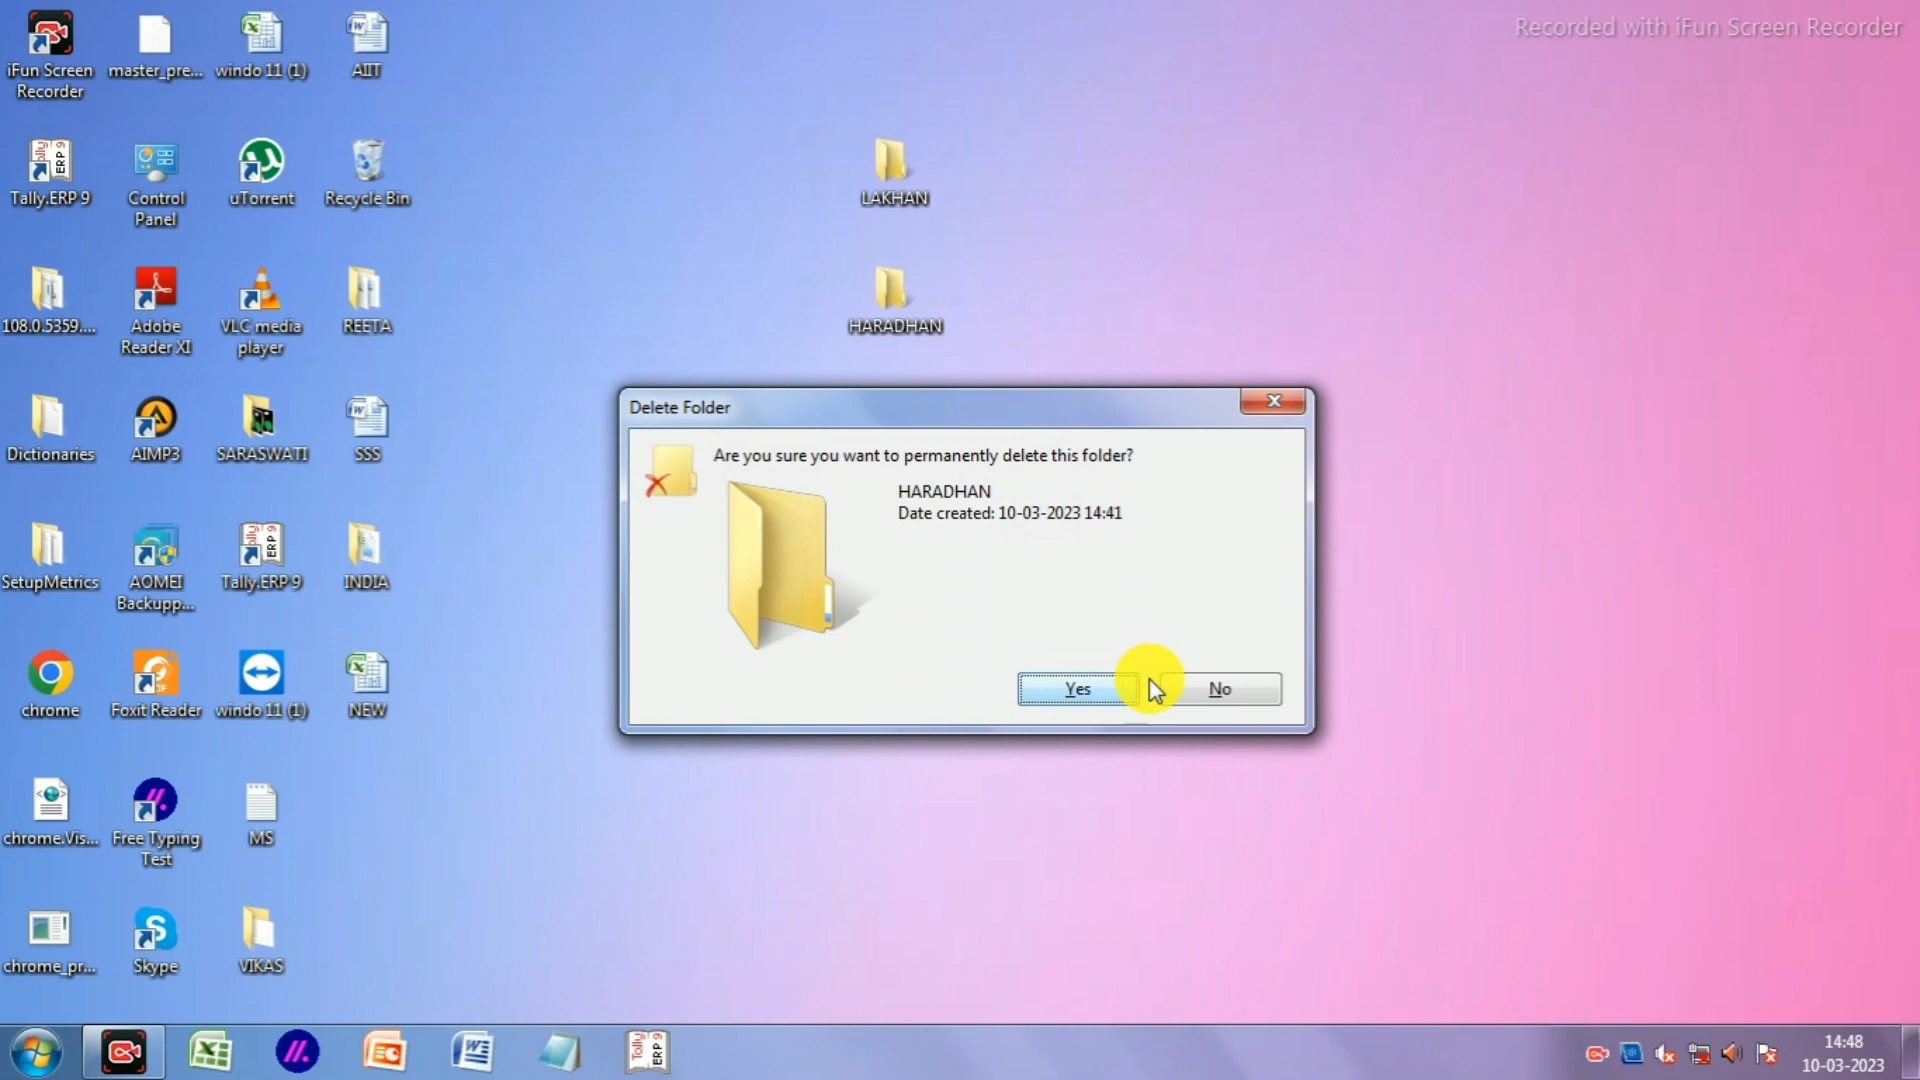 Recorded with iFun Screen Recorder
iFun Screen
Recorder
master_pre...
windo 11 (1)
AIIT
Tally.ERP 9
Control
Panel
uTorrent
Recycle Bin
LAKHAN
108.0.5359....
Adobe
Reader XI
VLC media
player
REETA
HARADHAN
Dictionaries
AIMP3
SARASWATI
SSS
SetupMetrics
AOMEI
Backupp...
Tally.ERP 9
INDIA
chrome
Foxit Reader
windo 11 (1)
NEW
chrome.Vis...
Free Typing
Test
MS
chrome_pr...
Skype
VIKAS
Delete Folder
Are you sure you want to permanently delete this folder?
HARADHAN
Date created: 10-03-2023 14:41
Yes
No
Tally
ERP 9
14:48
10-03-2023